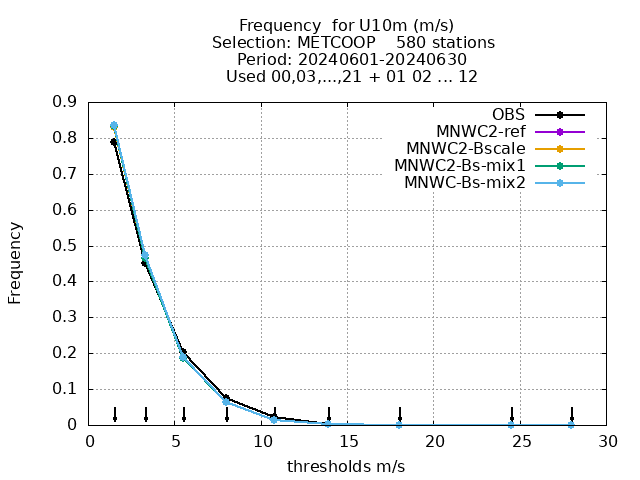 Frequency  for U10m (m/s)
Selection: METCOOP    580 stations
Period: 20240601-20240630
Used 00,03,...,21 + 01 02 ... 12
OBS
MNWC2-ref
MNWC2-Bscale
MNWC2-Bs-mix1
MNWC-Bs-mix2
Frequency
0.9
0.8
0.7
0.6
0.5
0.4
0.3
0.2
0.1
0
0 5 10 15 20 25 30
thresholds m/s